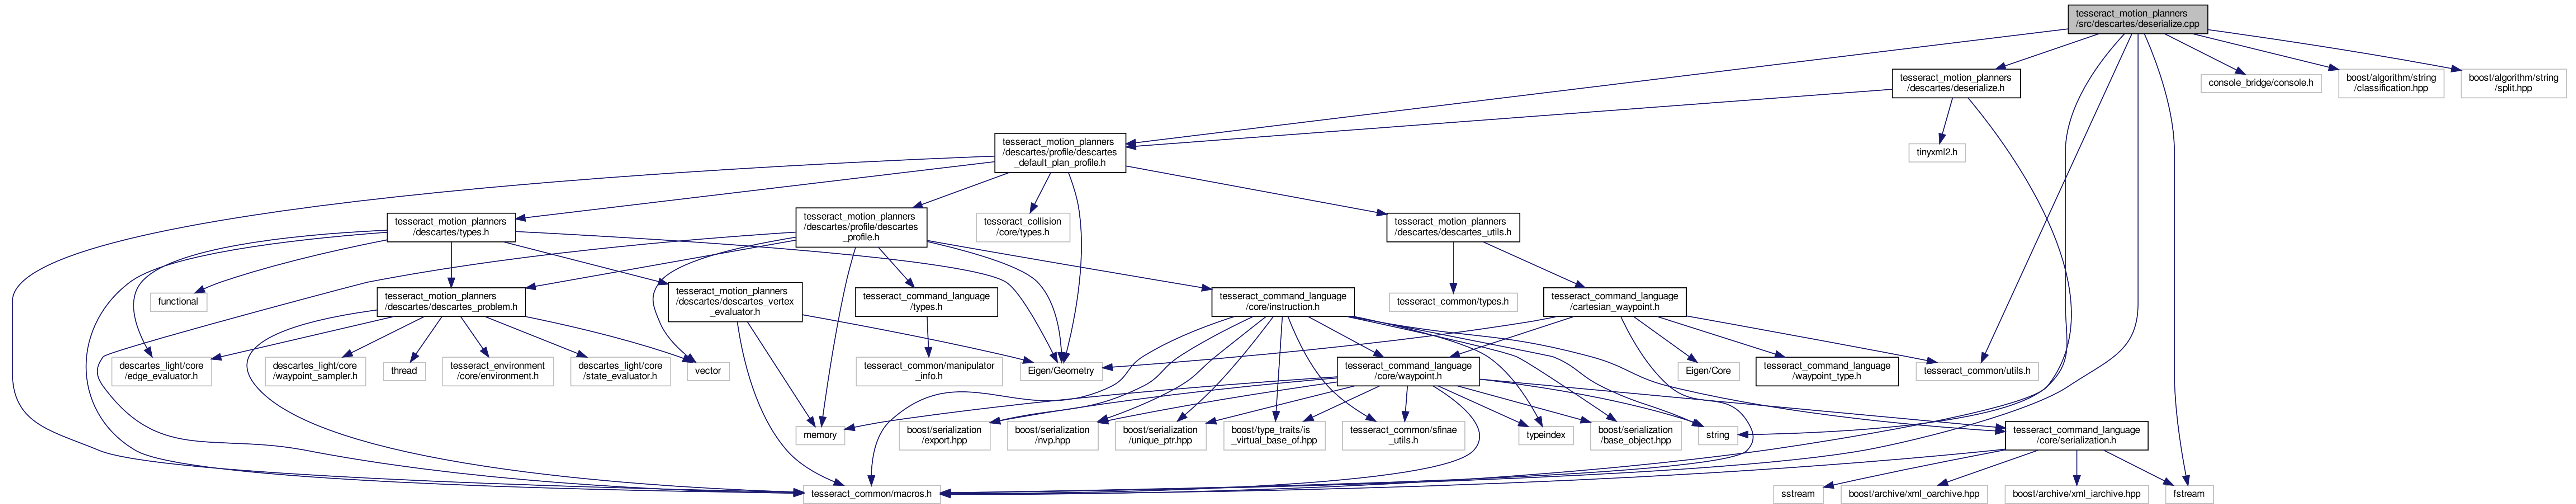 tesseract_motion_planners
/src/descartes/deserialize.cpp
tesseract_motion_planners
/descartes/deserialize.h
console_bridge/console.h
boost/algorithm/string
/classification.hpp
boost/algorithm/string
/split.hpp
tesseract_motion_planners
/descartes/profile/descartes
_default_plan_profile.h
tinyxml2.h
tesseract_motion_planners
/descartes/types.h
tesseract_motion_planners
/descartes/profile/descartes
_profile.h
tesseract_collision
/core/types.h
tesseract_motion_planners
/descartes/descartes_utils.h
functional
tesseract_motion_planners
/descartes/descartes_problem.h
tesseract_motion_planners
/descartes/descartes_vertex
_evaluator.h
tesseract_command_language
/types.h
tesseract_command_language
/core/instruction.h
tesseract_common/types.h
tesseract_command_language
/cartesian_waypoint.h
descartes_light/core
/edge_evaluator.h
descartes_light/core
/waypoint_sampler.h
thread
tesseract_environment
/core/environment.h
descartes_light/core
/state_evaluator.h
vector
tesseract_common/manipulator
_info.h
Eigen/Geometry
tesseract_command_language
/core/waypoint.h
Eigen/Core
tesseract_command_language
/waypoint_type.h
tesseract_common/utils.h
memory
boost/serialization
/export.hpp
boost/serialization
/nvp.hpp
boost/serialization
/unique_ptr.hpp
boost/type_traits/is
_virtual_base_of.hpp
tesseract_common/sfinae
_utils.h
typeindex
boost/serialization
/base_object.hpp
string
tesseract_command_language
/core/serialization.h
tesseract_common/macros.h
sstream
boost/archive/xml_oarchive.hpp
boost/archive/xml_iarchive.hpp
fstream